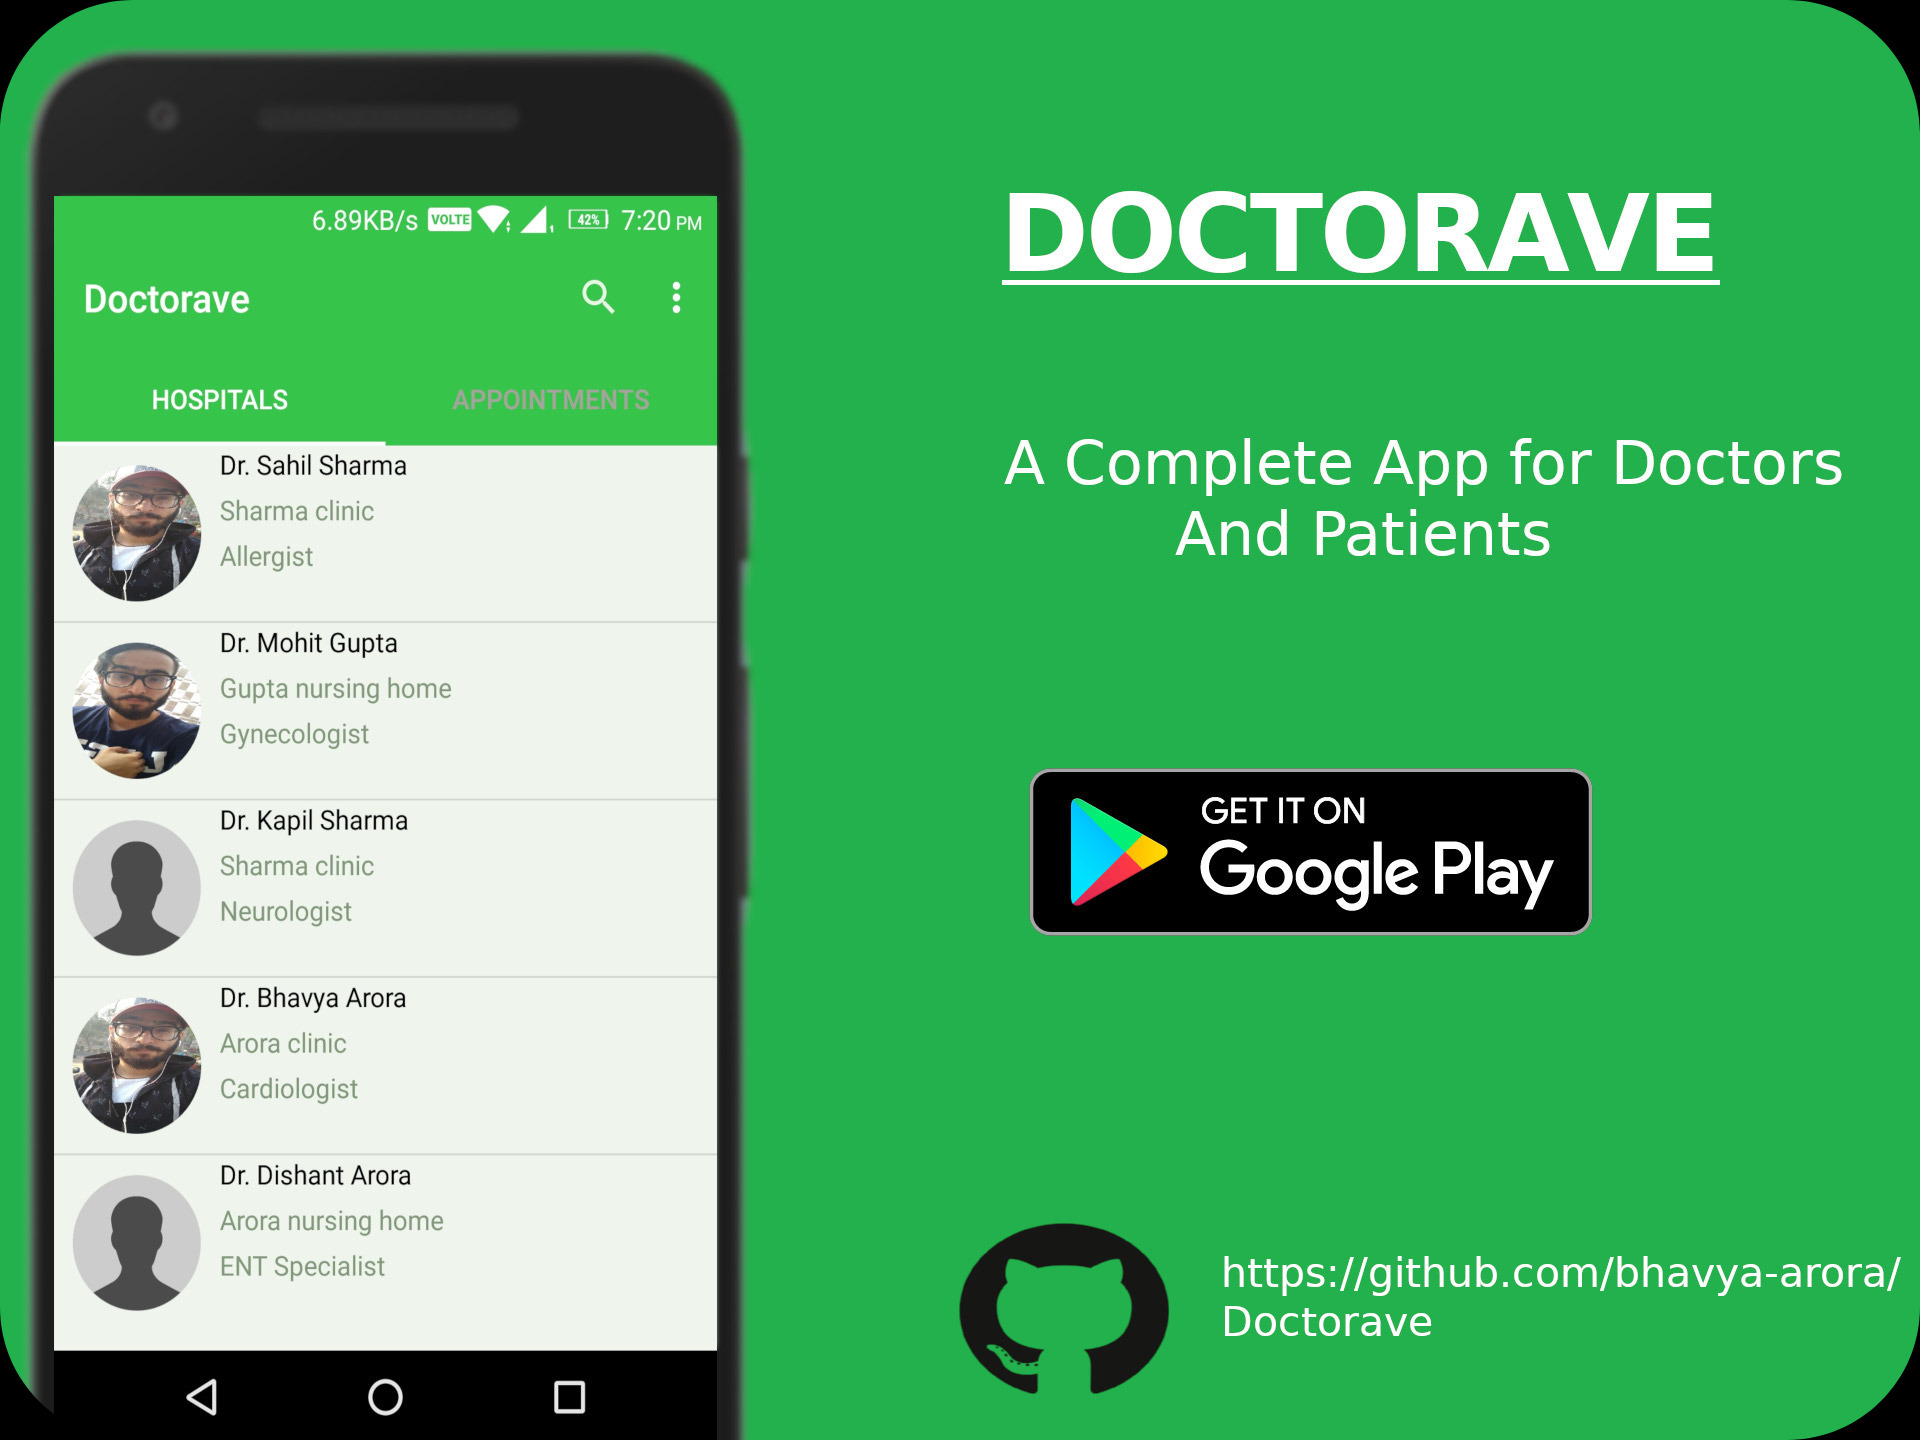 6.89KB/s VOLTE 42% 7:20 PM
Doctorave
HOSPITALS APPOINTMENTS
Dr. Sahil Sharma
Sharma clinic
Allergist
Dr. Mohit Gupta
Gupta nursing home
Gynecologist
Dr. Kapil Sharma
Sharma clinic
Neurologist
Dr. Bhavya Arora
Arora clinic
Cardiologist
Dr. Dishant Arora
Arora nursing home
ENT Specialist
DOCTORAVE
A Complete App for Doctors
And Patients
GET IT ON
Google Play
https://github.com/bhavya-arora/
Doctorave